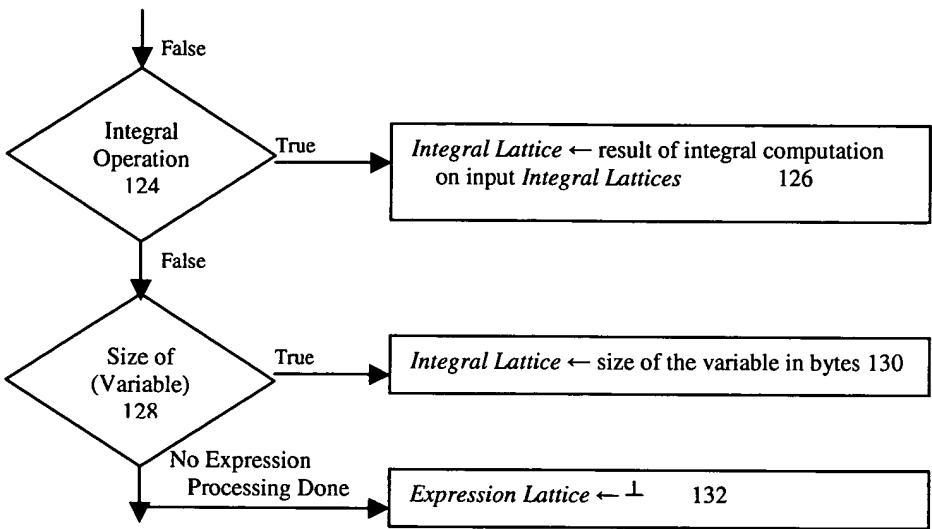 False
Integral
Operation
124
True
Integral Lattice ← result of integral computation
on input Integral Lattices 126
False
Size of
(Variable)
128
True
Integral Lattice ← size of the variable in bytes 130
No Expression
Processing Done
Expression Lattice ← ⊥ 132